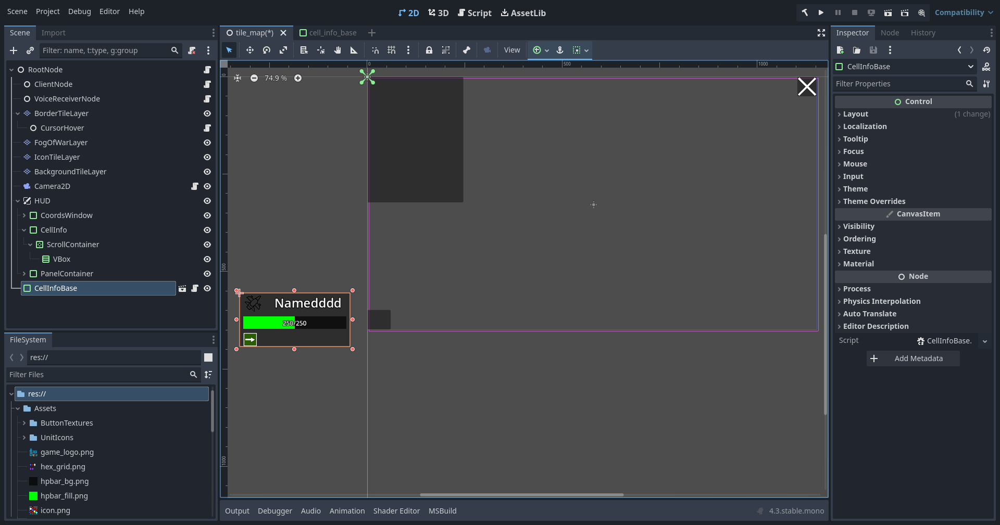 Scene Project Debug Editor Help
2D 3D Script AssetLib
Compatibility
Scene Import
Filter: name, t:type, g:group
RootNode
ClientNode
VoiceReceiverNode
BorderTileLayer
CursorHover
FogOfWarLayer
IconTileLayer
BackgroundTileLayer
Camera2D
HUD
CoordsWindow
CellInfo
ScrollContainer
VBox
PanelContainer
CellInfoBase
FileSystem
res://
Filter Files
res://
Assets
ButtonTextures
UnitIcons
game_logo.png
hex_grid.png
hpbar_bg.png
hpbar_fill.png
icon.png
tile_map(*) cell_info_base
View
0 500 1000
0
500
1000
74.9 %
Namedddd
250/250
Output Debugger Audio Animation Shader Editor MSBuild 4.3.stable.mono
Inspector Node History
CellInfoBase
Filter Properties
Control
Layout (1 change)
Localization
Tooltip
Focus
Mouse
Input
Theme
Theme Overrides
CanvasItem
Visibility
Ordering
Texture
Material
Node
Process
Physics Interpolation
Auto Translate
Editor Description
Script CellInfoBase.
Add Metadata
DOC